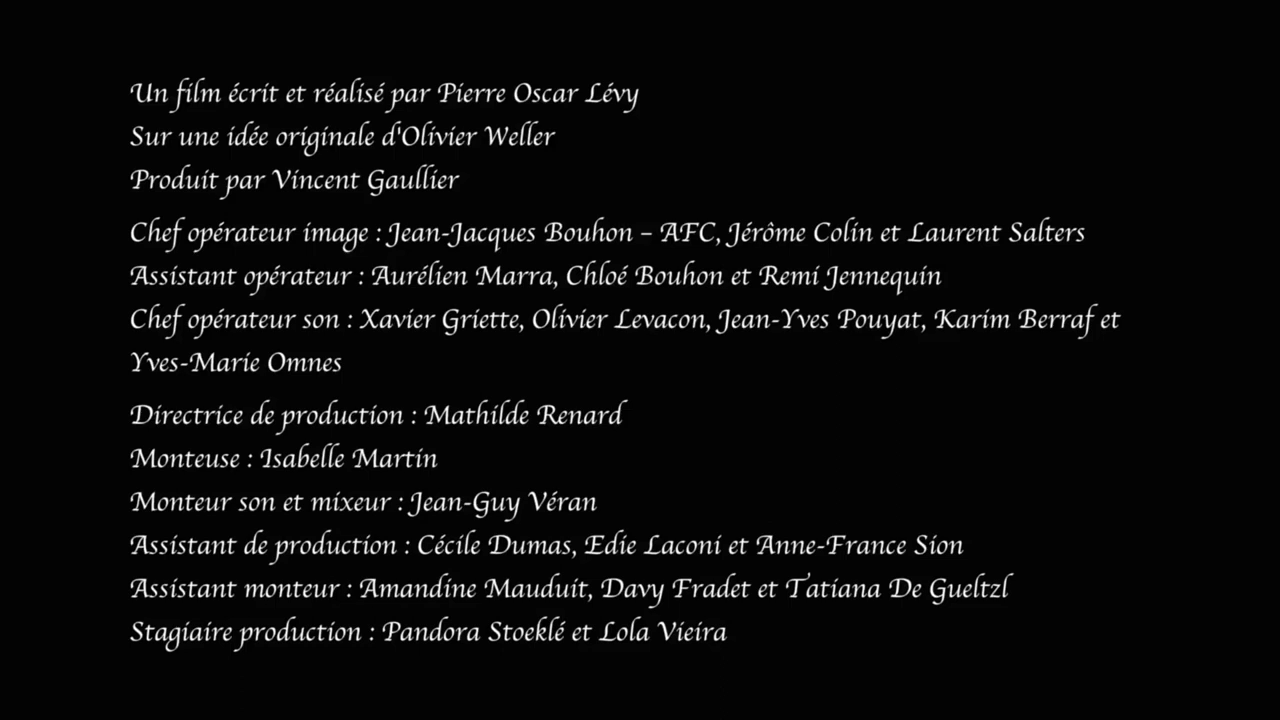 Un film écrit et réalisé par Pierre Oscar Lévy
Sur une idée originale d'Olivier Weller
Produit par Vincent Gaullier
Chef opérateur image : Jean-Jacques Bouhon – AFC, Jérôme Colin et Laurent Salters
Assistant opérateur : Aurélien Marra, Chloé Bouhon et Remi Jennequin
Chef opérateur son : Xavier Griette, Olivier Levacon, Jean-Yves Pouyat, Karim Berraf et
Yves-Marie Omnes
Directrice de production : Mathilde Renard
Monteuse : Isabelle Martin
Monteur son et mixeur : Jean-Guy Véran
Assistant de production : Cécile Dumas, Edie Laconi et Anne-France Sion
Assistant monteur : Amandine Mauduit, Davy Fradet et Tatiana De Gueltzl
Stagiaire production : Pandora Stoeklé et Lola Vieira